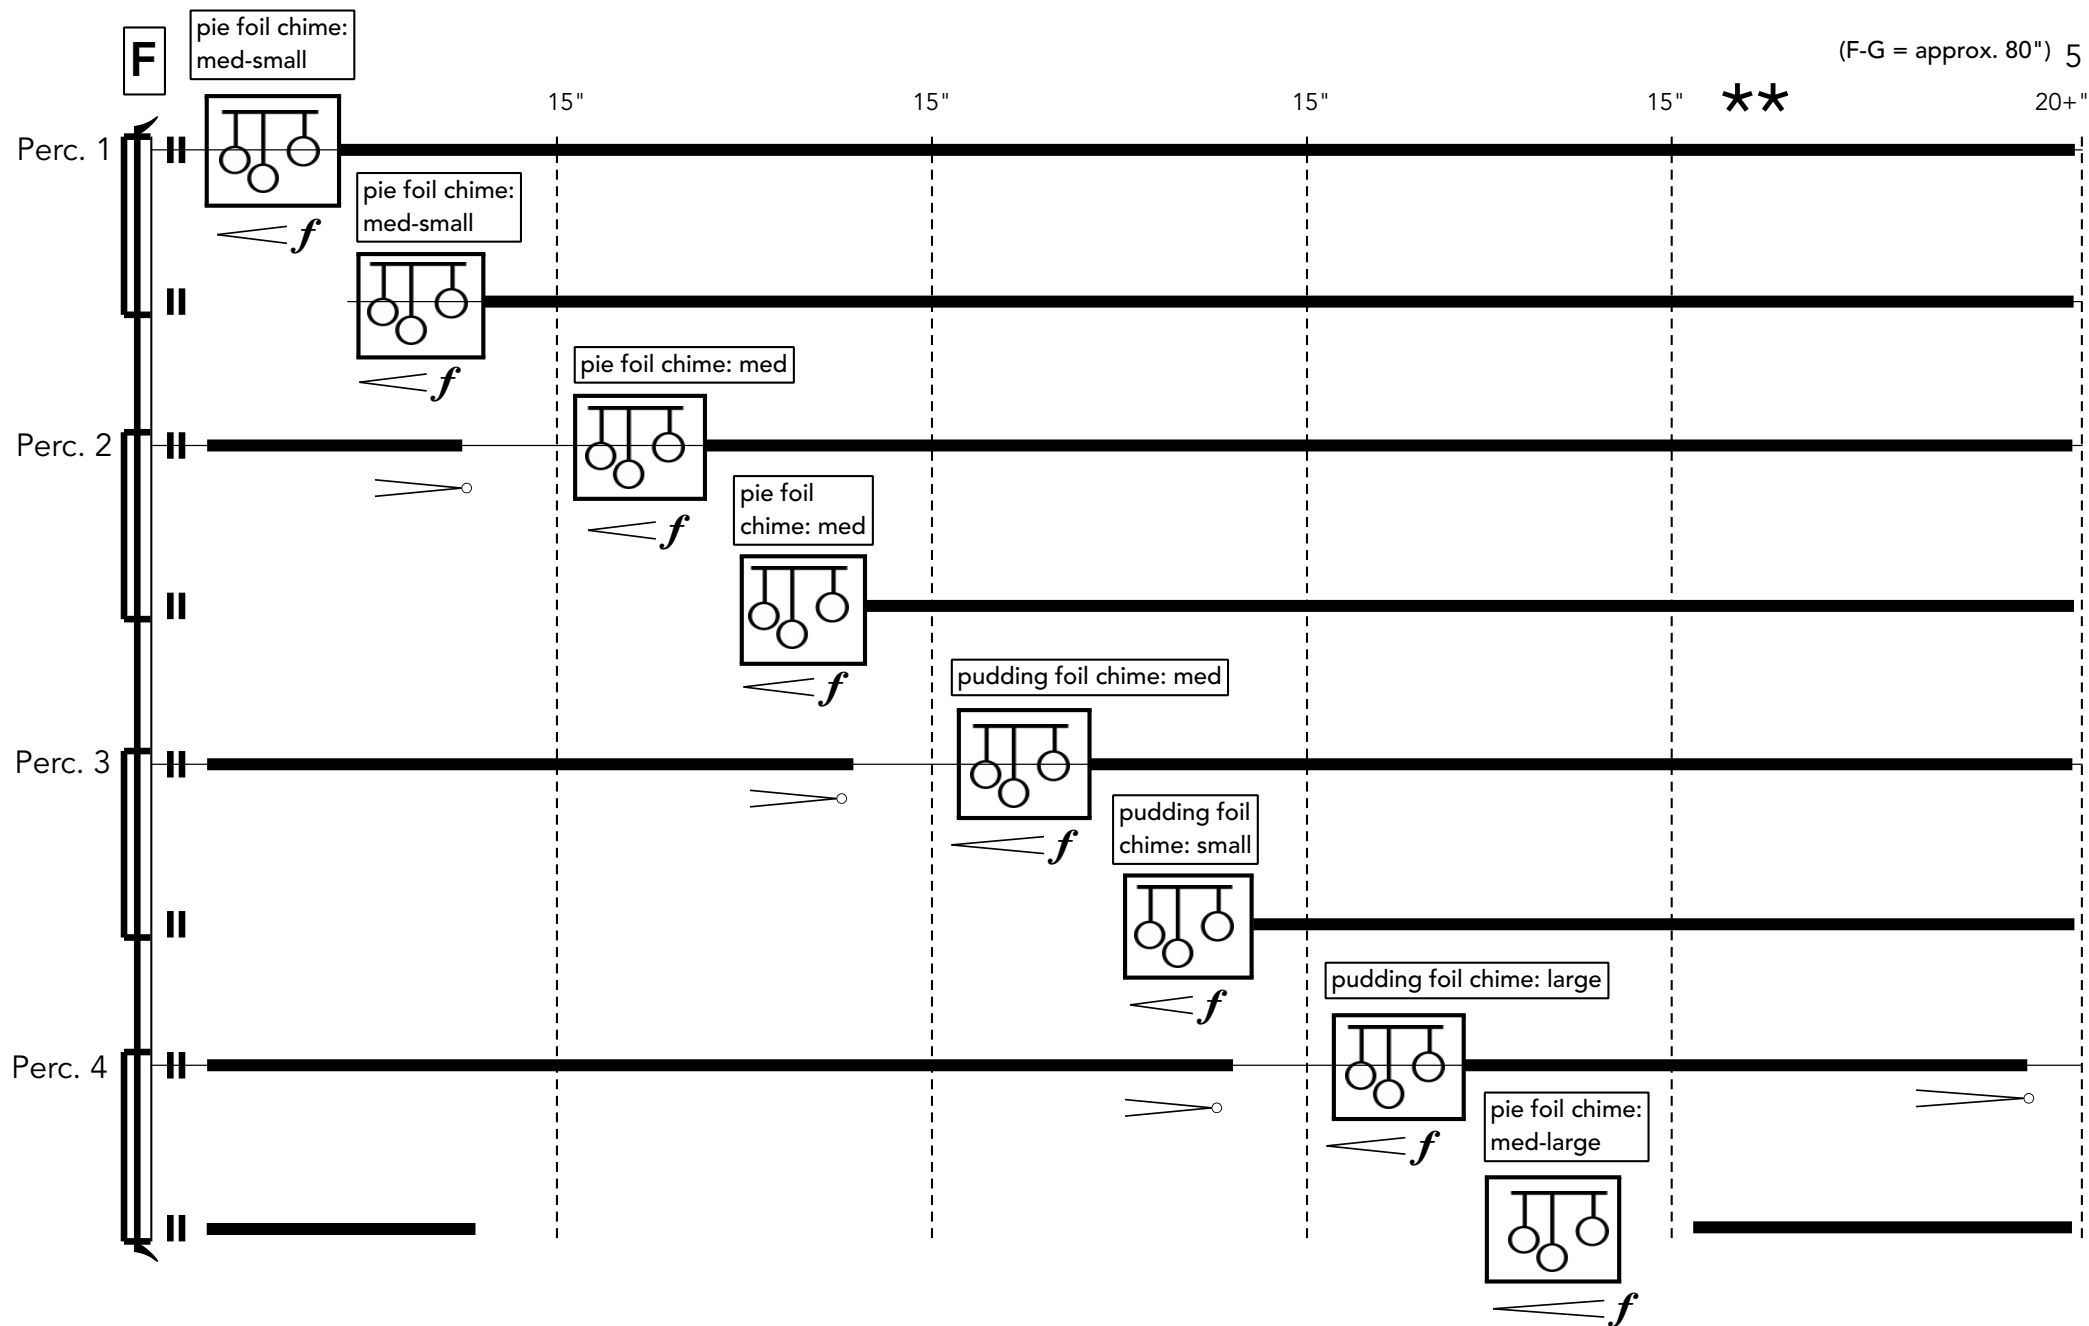 pie foil chime:
med-small
F
(F-G = approx. 80") 5
15" 15" 15" 15" ** 20+"
Perc. 1
pie foil chime:
med-small
f
f
pie foil chime: med
Perc. 2
pie foil
chime: med
f
f
pudding foil chime: med
Perc. 3
pudding foil
chime: small
f
f
pudding foil chime: large
Perc. 4
pie foil chime:
med-large
f
f